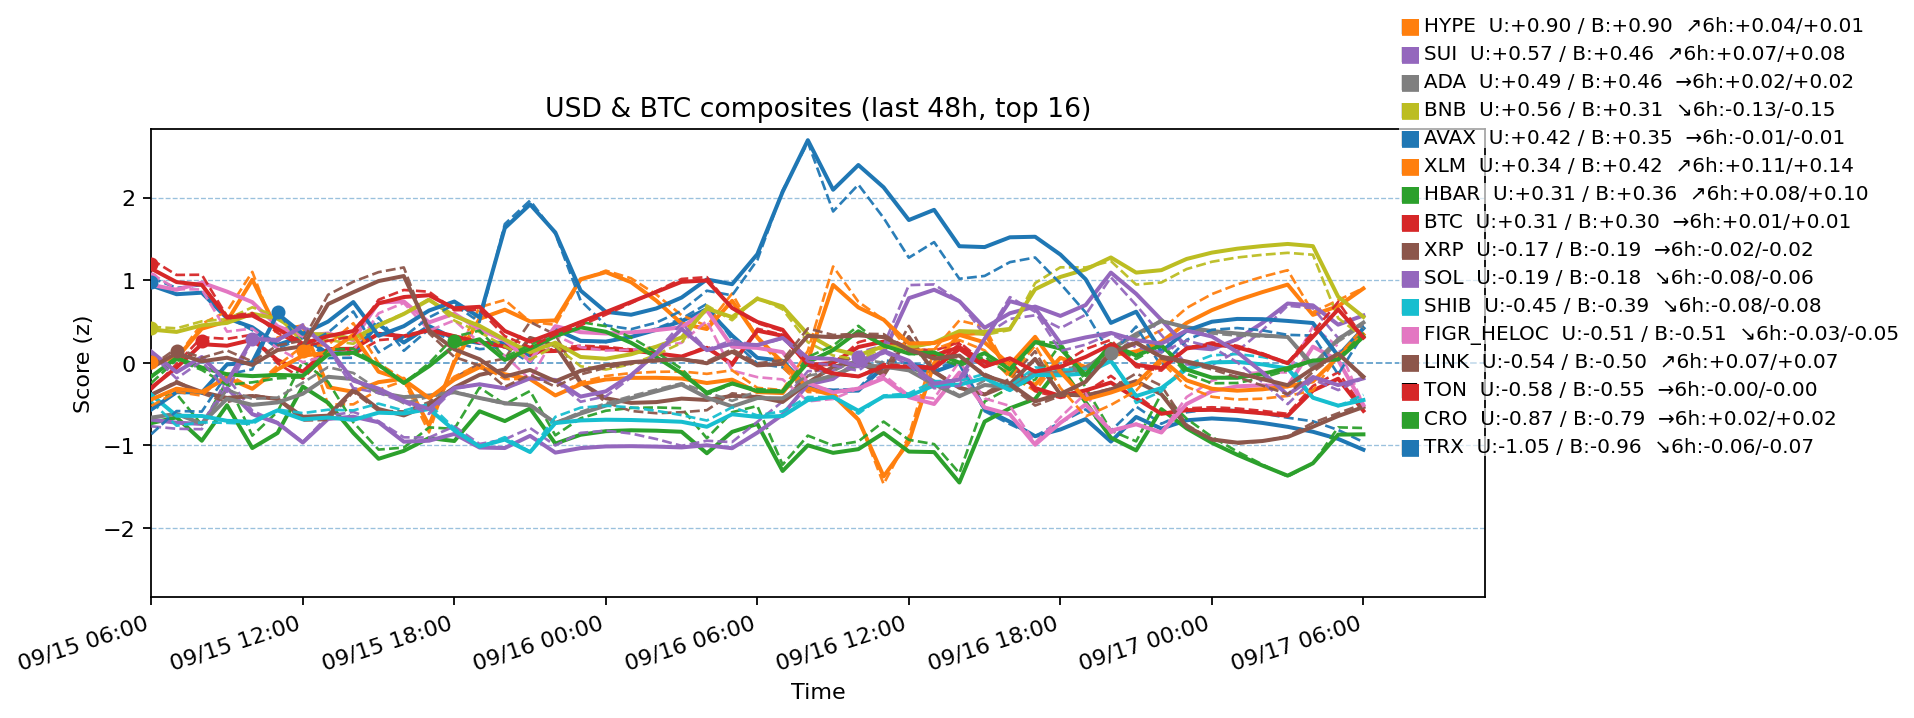 HYPE  U:+0.90 / B:+0.90  ↗6h:+0.04/+0.01
SUI  U:+0.57 / B:+0.46  ↗6h:+0.07/+0.08
ADA  U:+0.49 / B:+0.46  →6h:+0.02/+0.02
BNB  U:+0.56 / B:+0.31  ↘6h:-0.13/-0.15
AVAX  U:+0.42 / B:+0.35  →6h:-0.01/-0.01
XLM  U:+0.34 / B:+0.42  ↗6h:+0.11/+0.14
HBAR  U:+0.31 / B:+0.36  ↗6h:+0.08/+0.10
BTC  U:+0.31 / B:+0.30  →6h:+0.01/+0.01
XRP  U:-0.17 / B:-0.19  →6h:-0.02/-0.02
SOL  U:-0.19 / B:-0.18  ↘6h:-0.08/-0.06
SHIB  U:-0.45 / B:-0.39  ↘6h:-0.08/-0.08
FIGR_HELOC  U:-0.51 / B:-0.51  ↘6h:-0.03/-0.05
LINK  U:-0.54 / B:-0.50  ↗6h:+0.07/+0.07
TON  U:-0.58 / B:-0.55  →6h:-0.00/-0.00
CRO  U:-0.87 / B:-0.79  →6h:+0.02/+0.02
TRX  U:-1.05 / B:-0.96  ↘6h:-0.06/-0.07
USD & BTC composites (last 48h, top 16)
Score (z)
2
1
0
−1
−2
09/15 06:00
09/15 12:00
09/15 18:00
09/16 00:00
09/16 06:00
09/16 12:00
09/16 18:00
09/17 00:00
09/17 06:00
Time